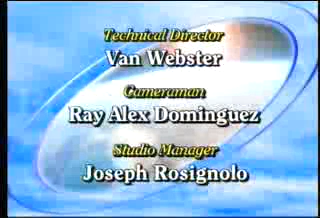 Technical Director
Van Webster
Cameraman
Ray Alex Dominguez
Studio Manager
Joseph Rosignolo